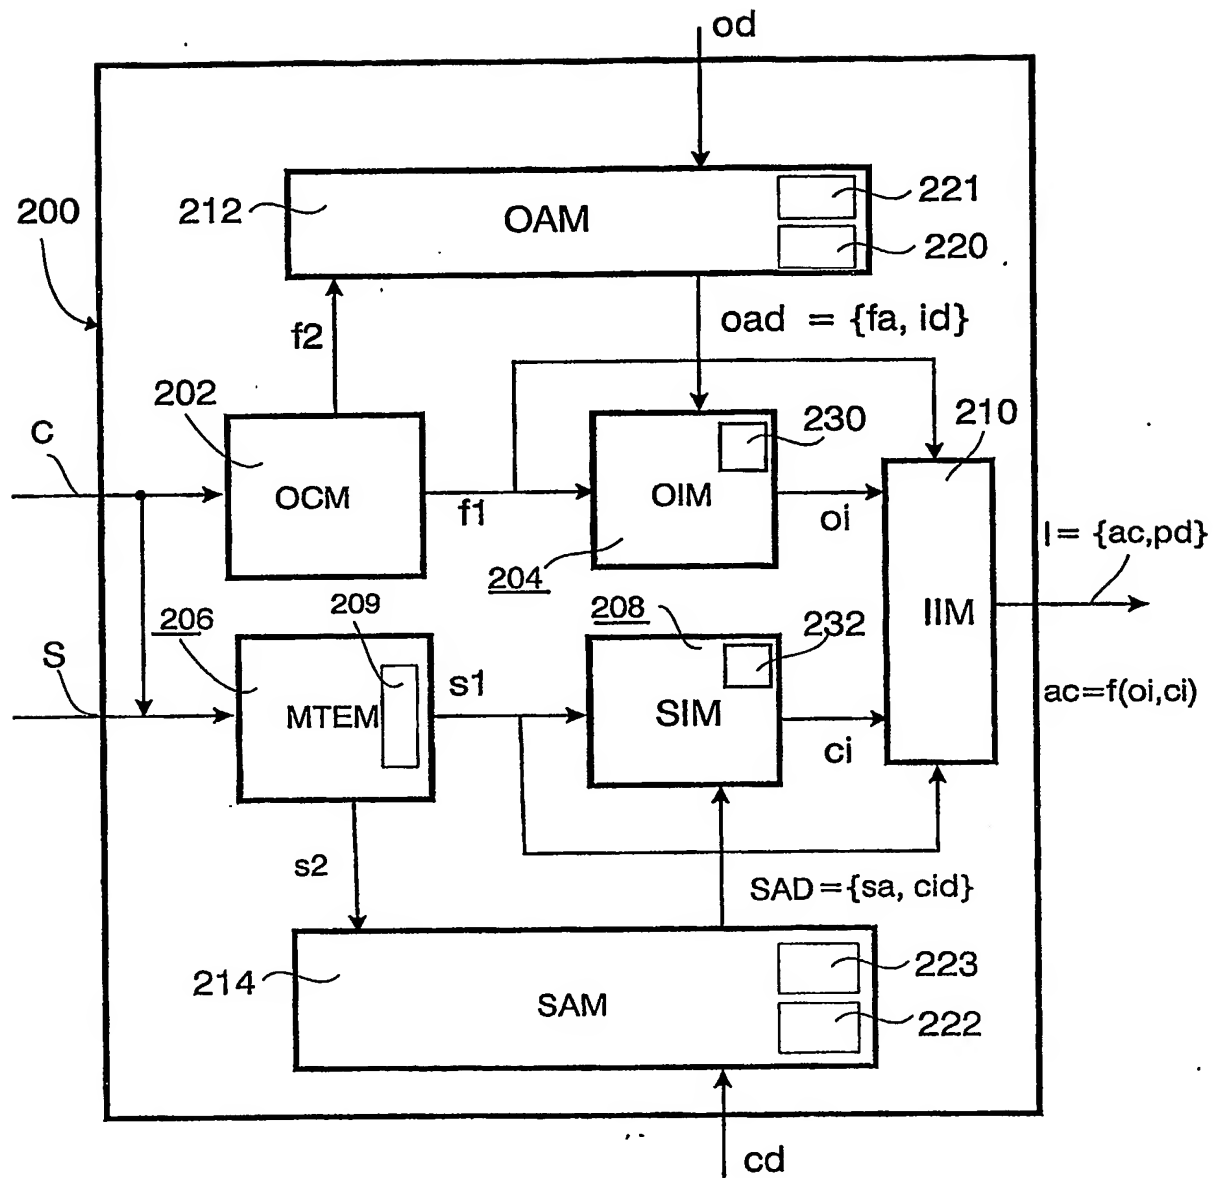 od
221
212
OAM
200
220
f2
oad = {fa, id}
202
230
210
C
OCM
f1
OIM
oi
I = {ac,pd}
204
209
208
206
232
IIM
S
s1
MTEM
SIM
ac=f(oi,ci)
ci
s2
SAD={sa, cid}
223
214
SAM
222
cd